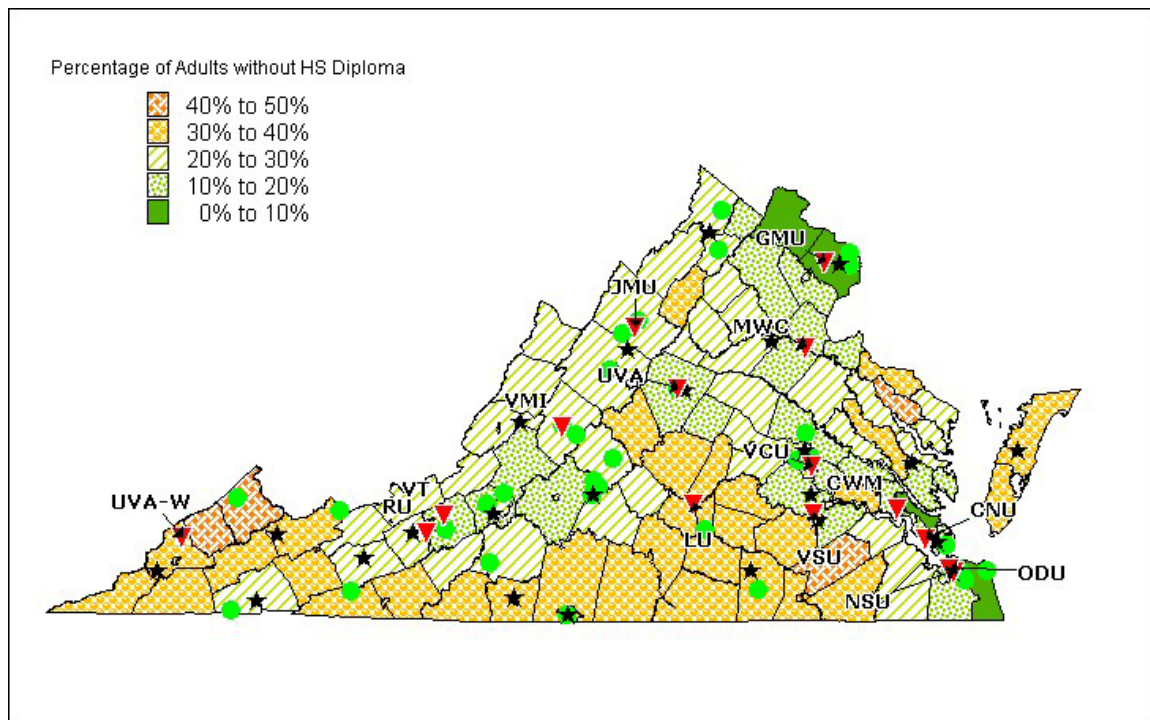 Percentage of Adults without HS Diploma
40% to 50%
30% to 40%
20% to 30%
10% to 20%
0% to 10%
GMU
JMU
MWC
UVA
VMI
VCU
CWM
UVA-W
VT
RU
CNU
LU
VSU
ODU
NSU